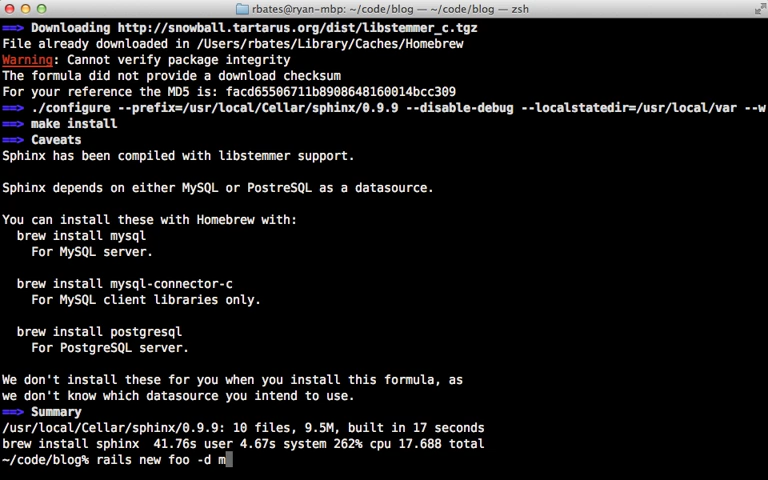 rbates@ryan-mbp: ~/code/blog — ~/code/blog — zsh
==> Downloading http://snowball.tartarus.org/dist/libstemmer_c.tgz
File already downloaded in /Users/rbates/Library/Caches/Homebrew
Warning: Cannot verify package integrity
The formula did not provide a download checksum
For your reference the MD5 is: facd65506711b8908648160014bcc309
==> ./configure --prefix=/usr/local/Cellar/sphinx/0.9.9 --disable-debug --localstatedir=/usr/local/var --w
==> make install
==> Caveats
Sphinx has been compiled with libstemmer support.
Sphinx depends on either MySQL or PostreSQL as a datasource.
You can install these with Homebrew with:
brew install mysql
For MySQL server.
brew install mysql-connector-c
For MySQL client libraries only.
brew install postgresql
For PostgreSQL server.
We don't install these for you when you install this formula, as
we don't know which datasource you intend to use.
==> Summary
/usr/local/Cellar/sphinx/0.9.9: 10 files, 9.5M, built in 17 seconds
brew install sphinx  41.76s user 4.67s system 262% cpu 17.688 total
~/code/blog% rails new foo -d m